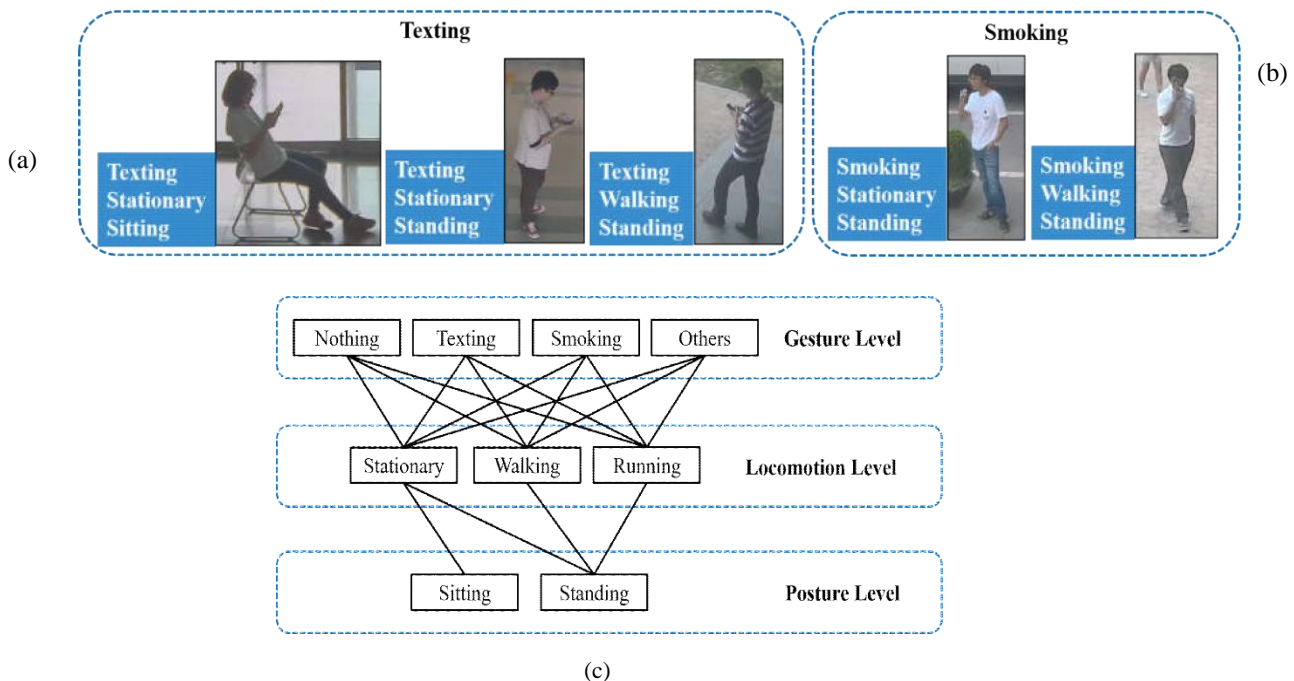 Texting
Smoking
(a)
(b)
Texting
Stationary
Sitting
Texting
Stationary
Standing
Texting
Walking
Standing
Smoking
Stationary
Standing
Smoking
Walking
Standing
Nothing Texting Smoking Others Gesture Level
Stationary Walking Running Locomotion Level
Sitting Standing Posture Level
(c)